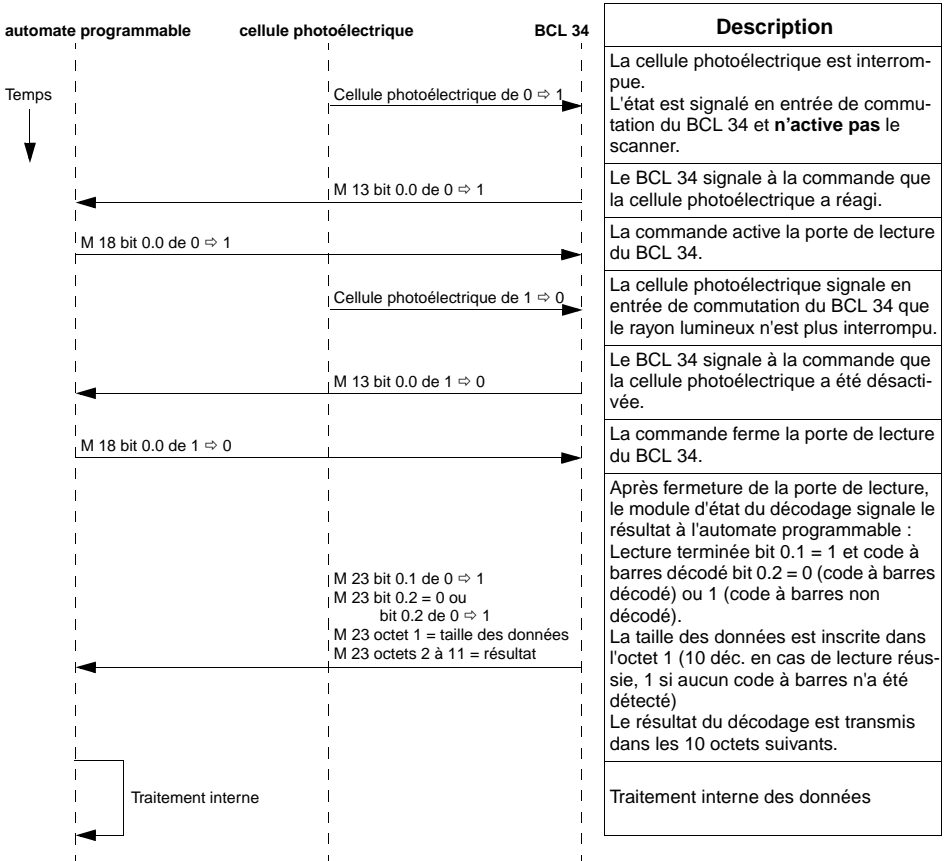 automate programmable cellule photoélectrique BCL 34
Description
Temps
Cellule photoélectrique de 0 ⇨ 1
La cellule photoélectrique est interrom-
pue.
L'état est signalé en entrée de commu-
tation du BCL 34 et n’active pas le
scanner.
M 13 bit 0.0 de 0 ⇨ 1
Le BCL 34 signale à la commande que
la cellule photoélectrique a réagi.
M 18 bit 0.0 de 0 ⇨ 1
La commande active la porte de lecture
du BCL 34.
Cellule photoélectrique de 1 ⇨ 0
La cellule photoélectrique signale en
entrée de commutation du BCL 34 que
le rayon lumineux n'est plus interrompu.
M 13 bit 0.0 de 1 ⇨ 0
Le BCL 34 signale à la commande que
la cellule photoélectrique a été désacti-
vée.
M 18 bit 0.0 de 1 ⇨ 0
La commande ferme la porte de lecture
du BCL 34.
M 23 bit 0.1 de 0 ⇨ 1
M 23 bit 0.2 = 0 ou
bit 0.2 de 0 ⇨ 1
M 23 octet 1 = taille des données
M 23 octets 2 à 11 = résultat
Après fermeture de la porte de lecture,
le module d'état du décodage signale le
résultat à l'automate programmable :
Lecture terminée bit 0.1 = 1 et code à
barres décodé bit 0.2 = 0 (code à barres
décodé) ou 1 (code à barres non
décodé).
La taille des données est inscrite dans
l'octet 1 (10 déc. en cas de lecture réus-
sie, 1 si aucun code à barres n'a été
détecté)
Le résultat du décodage est transmis
dans les 10 octets suivants.
Traitement interne
Traitement interne des données